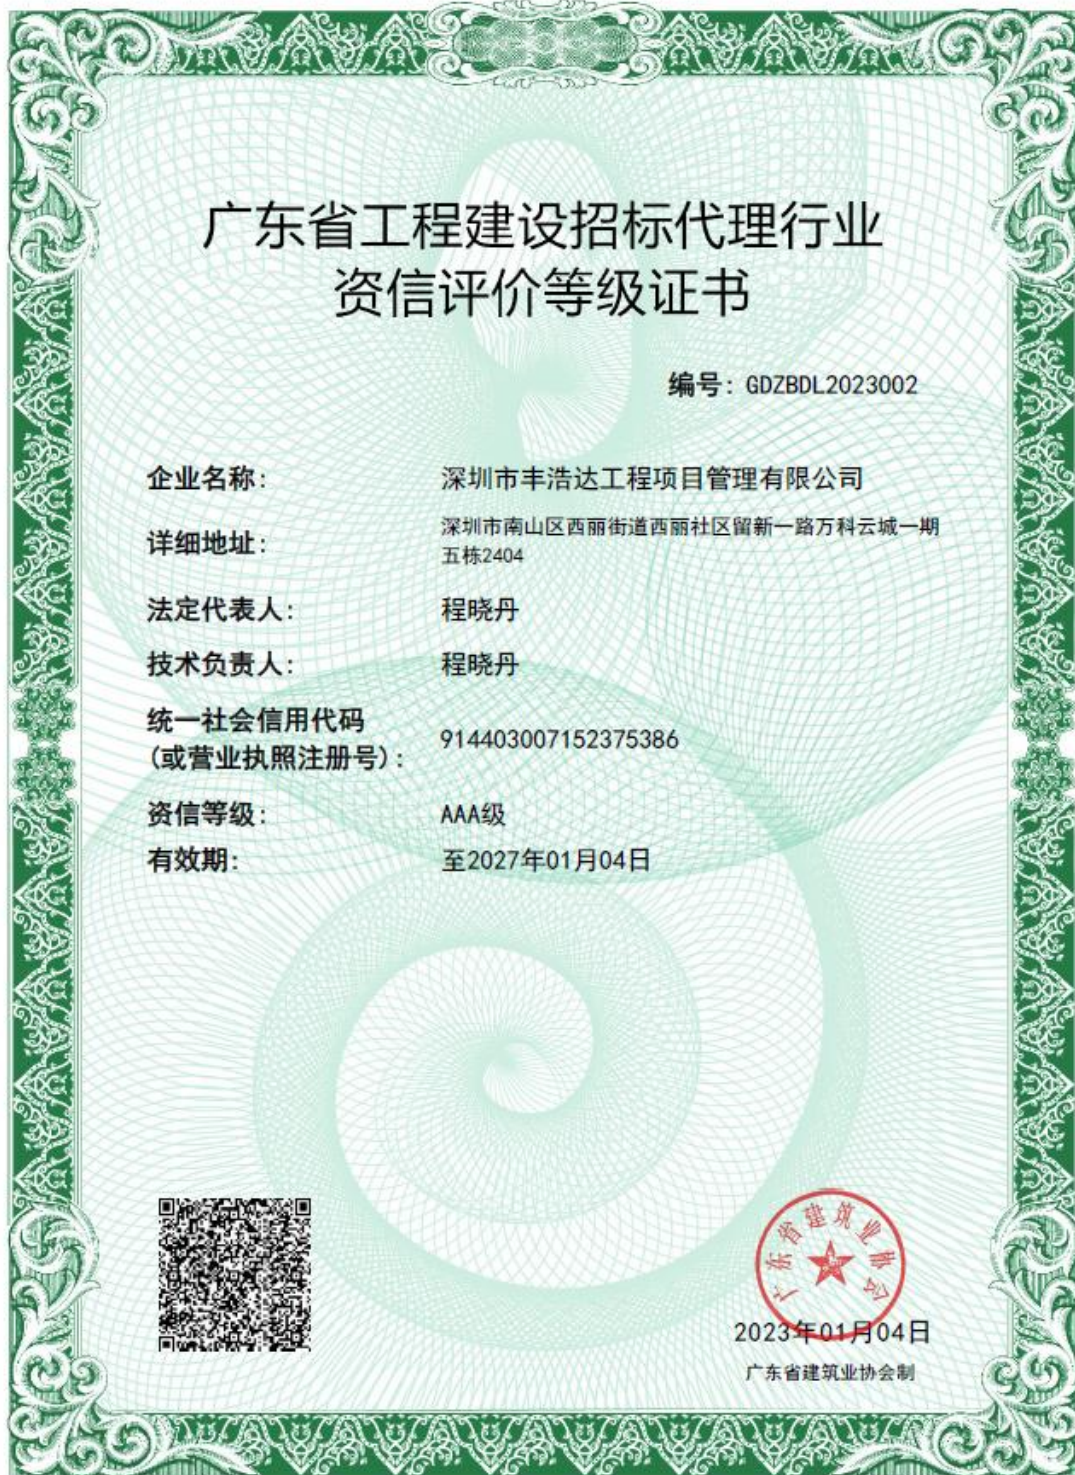 广东省工程建设招标代理行业
资信评价等级证书
编号：GDZBDL2023002
企业名称：
深圳市丰浩达工程项目管理有限公司
详细地址：
深圳市南山区西丽街道西丽社区留新一路万科云城一期
五栋2404
法定代表人：
程晓丹
技术负责人：
程晓丹
统一社会信用代码
(或营业执照注册号)：
914403007152375386
资信等级：
AAA级
有效期：
至2027年01月04日
广东省建筑业协会
2023年01月04日
广东省建筑业协会制